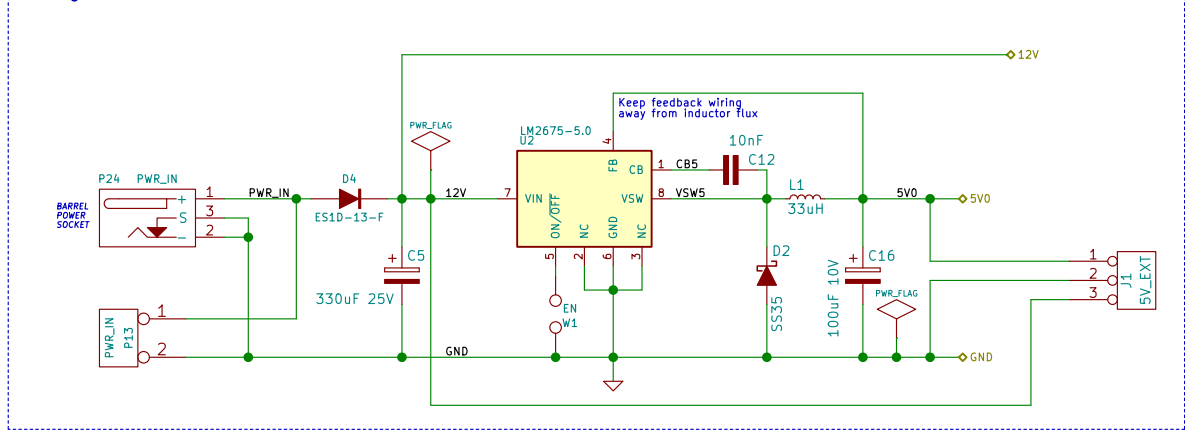 12V
Keep feedback wiring
away from inductor flux
PWR_FLAG
LM2675-5.0
U2
10nF
C12
4
FB
CB
1
CB5
P24 PWR_IN
1
PWR_IN
D4
ES1D-13-F
12V
7
VIN
VSW
8
VSW5
L1
33uH
5V0
5V0
BARREL
POWER
SOCKET
+
S
-
3
2
ON/OFF
NC
GND
NC
5
2
6
3
+
C5
330uF 25V
D2
SS35
+
C16
100uF 10V
PWR_FLAG
1
2
3
J1
5V_EXT
EN
W1
PWR_IN
P13
1
2
GND
GND